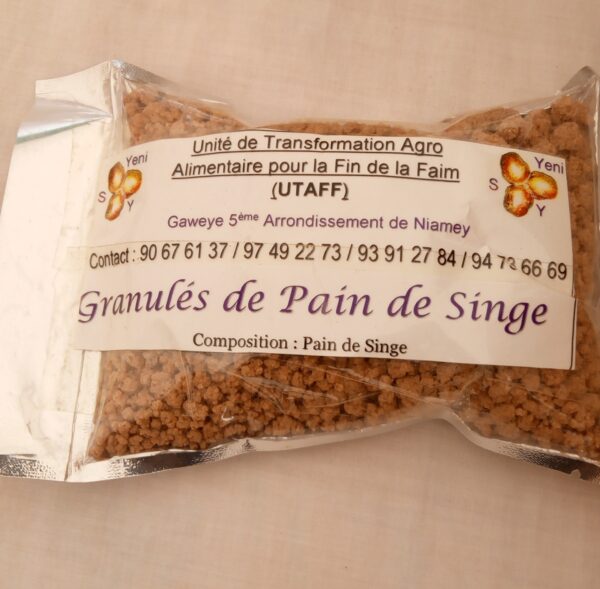 Unité de Transformation Agro
Alimentaire pour la Fin de la Faim
(UTAFF)
Yeni
S Y
Yeni
S Y
Gaweye 5ème Arrondissement de Niamey
Contact : 90 67 61 37 / 97 49 22 73 / 93 91 27 84 / 94 73 66 69
Granulés de Pain de Singe
Composition : Pain de Singe